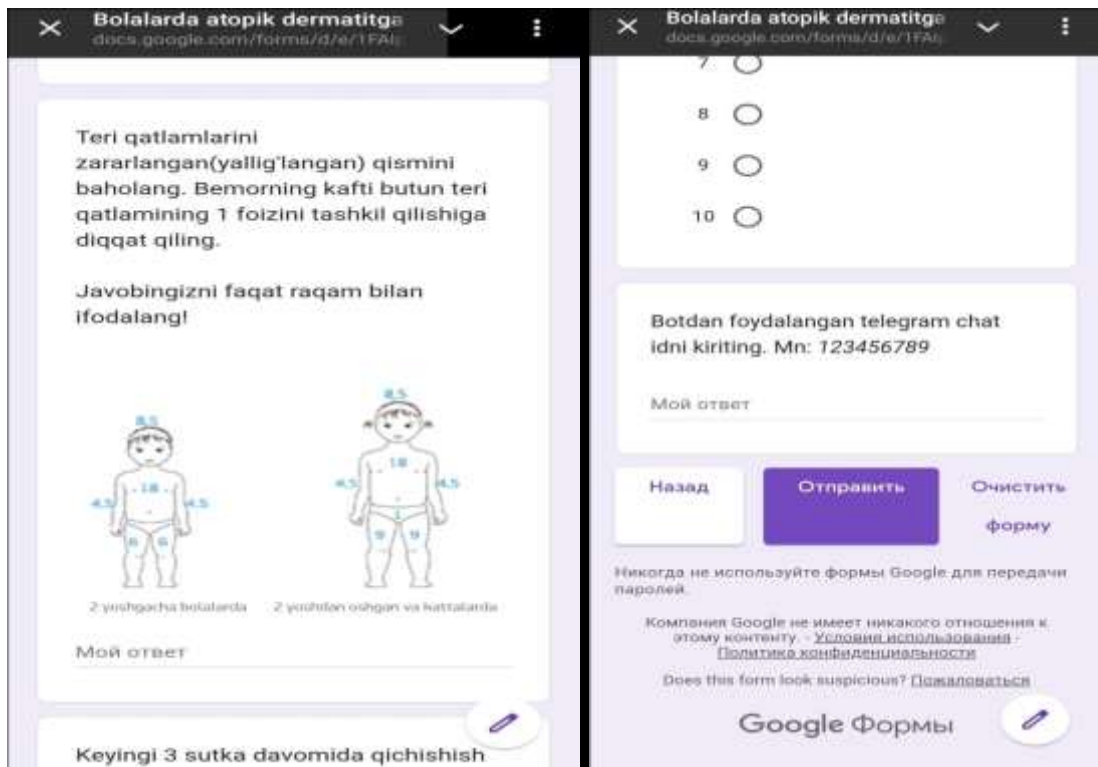 Bolalarda atopik dermatitga
docs.google.com/forms/d/e/1FAI
Teri qatlamlarini
zararlangan(yallig'langan) qismini
baholang. Bemorning kafti butun teri
qatlamining 1 foizini tashkil qilishiga
diqqat qiling.
Javobingizni faqat raqam bilan
ifodalang!
8,5
18
4,5
4,5
6
6
8,5
18
4,5
4,5
1
9
9
2 yoshgacha bolalarda
2 yoshdan oshgan va kattalarda
Мой ответ
Keyingi 3 sutka davomida qichishish
Bolalarda atopik dermatitga
docs.google.com/forms/d/e/1FAI
7
8
9
10
Botdan foydalangan telegram chat
idni kiriting. Mn: 123456789
Мой ответ
Назад
Отправить
Очистить
форму
Никогда не используйте формы Google для передачи
паролей.
Компания Google не имеет никакого отношения к
этому контенту. - Условия использования -
Политика конфиденциальности
Does this form look suspicious? Пожаловаться
Google Формы